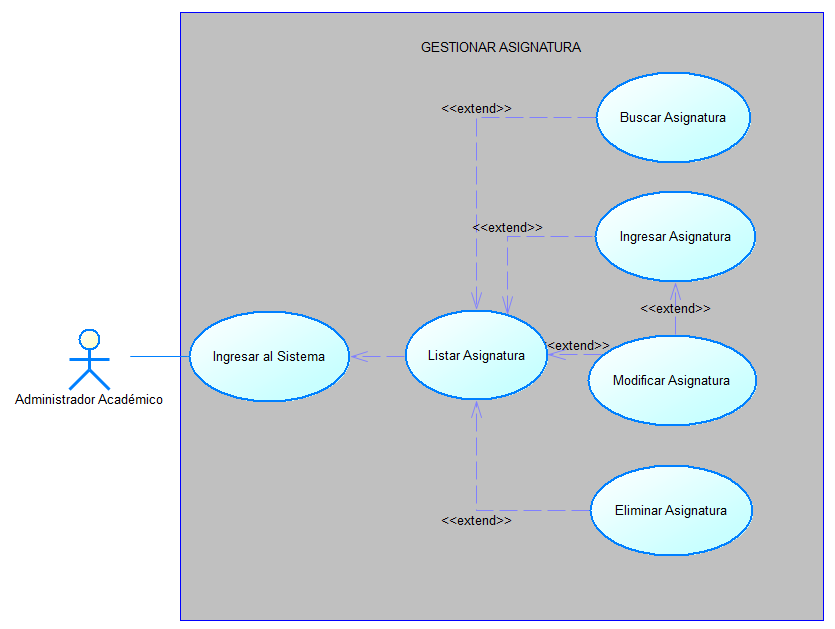 GESTIONAR ASIGNATURA
<<extend>>
Buscar Asignatura
<<extend>>
Ingresar Asignatura
<<extend>>
<<extend>>
Ingresar al Sistema
Listar Asignatura
Modificar Asignatura
Administrador Académico
Eliminar Asignatura
<<extend>>